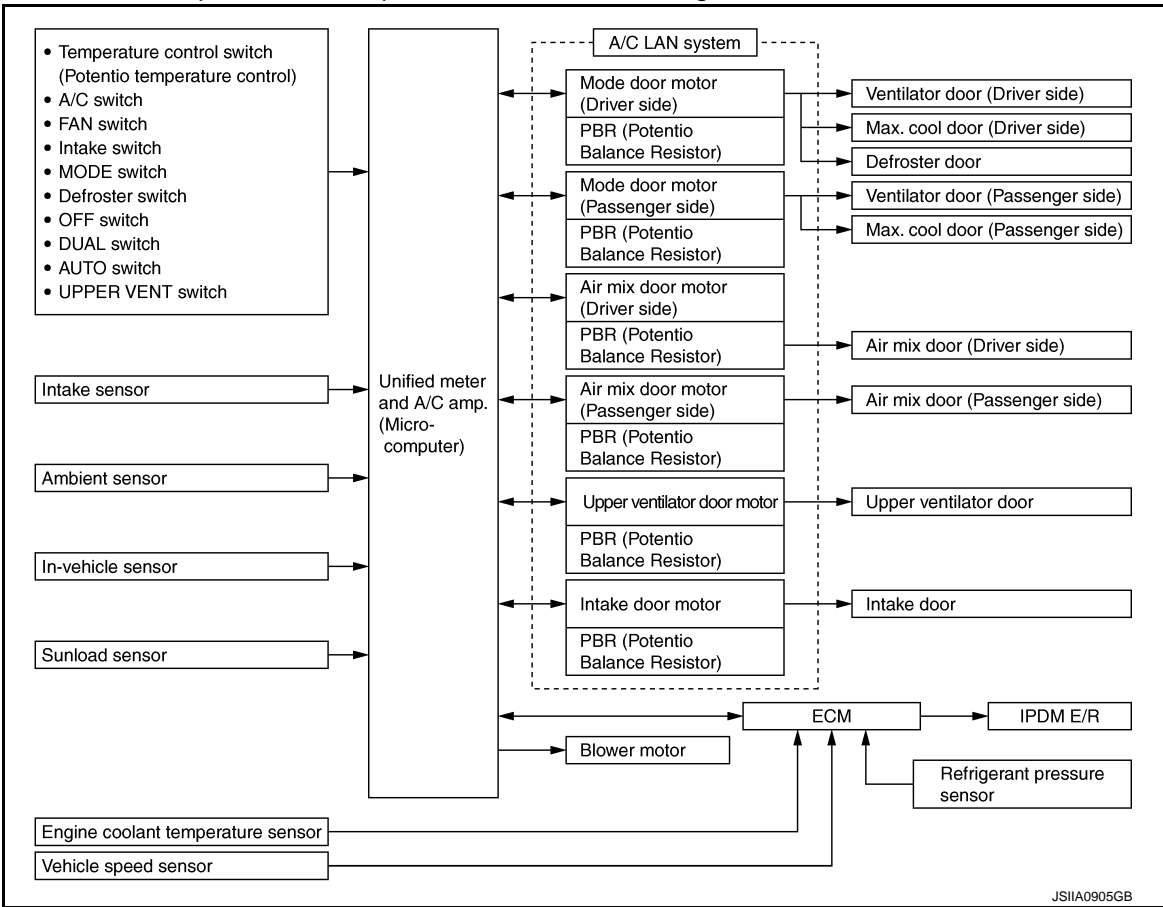 • Temperature control switch
(Potentio temperature control)
• A/C switch
• FAN switch
• Intake switch
• MODE switch
• Defroster switch
• OFF switch
• DUAL switch
• AUTO switch
• UPPER VENT switch
Intake sensor
Ambient sensor
In-vehicle sensor
Sunload sensor
Engine coolant temperature sensor
Vehicle speed sensor
Unified meter
and A/C amp.
(Micro-
computer)
A/C LAN system
Mode door motor
(Driver side)
PBR (Potentio
Balance Resistor)
Mode door motor
(Passenger side)
PBR (Potentio
Balance Resistor)
Air mix door motor
(Driver side)
PBR (Potentio
Balance Resistor)
Air mix door motor
(Passenger side)
PBR (Potentio
Balance Resistor)
Upper ventilator door motor
PBR (Potentio
Balance Resistor)
Intake door motor
PBR (Potentio
Balance Resistor)
Ventilator door (Driver side)
Max. cool door (Driver side)
Defroster door
Ventilator door (Passenger side)
Max. cool door (Passenger side)
Air mix door (Driver side)
Air mix door (Passenger side)
Upper ventilator door
Intake door
ECM
IPDM E/R
Blower motor
Refrigerant pressure
sensor
JSIIA0905GB